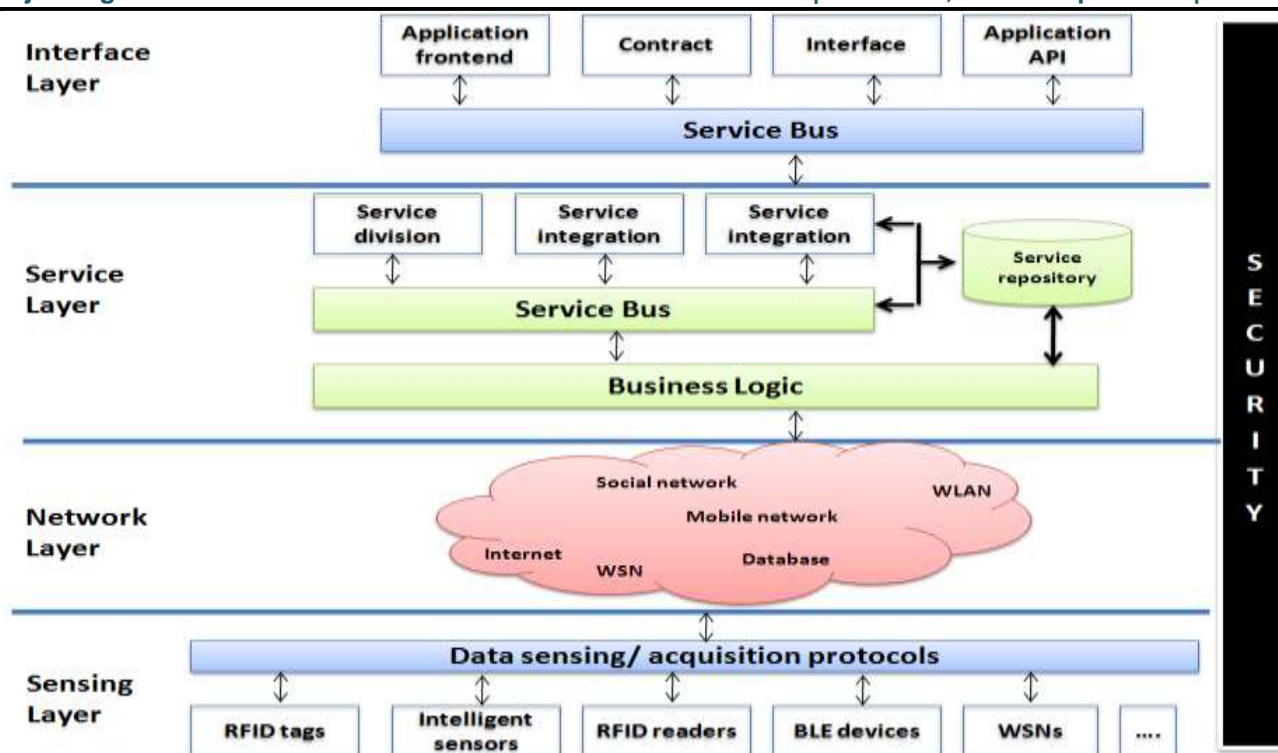 Interface
Layer
Application
frontend
Contract
Interface
Application
API
Service Bus
Service
Layer
Service
division
Service
integration
Service
integration
Service
repository
Service Bus
Business Logic
Network
Layer
Social network
WLAN
Mobile network
Internet
WSN
Database
Sensing
Layer
Data sensing/ acquisition protocols
RFID tags
Intelligent
sensors
RFID readers
BLE devices
WSNs
....
S
E
C
U
R
I
T
Y